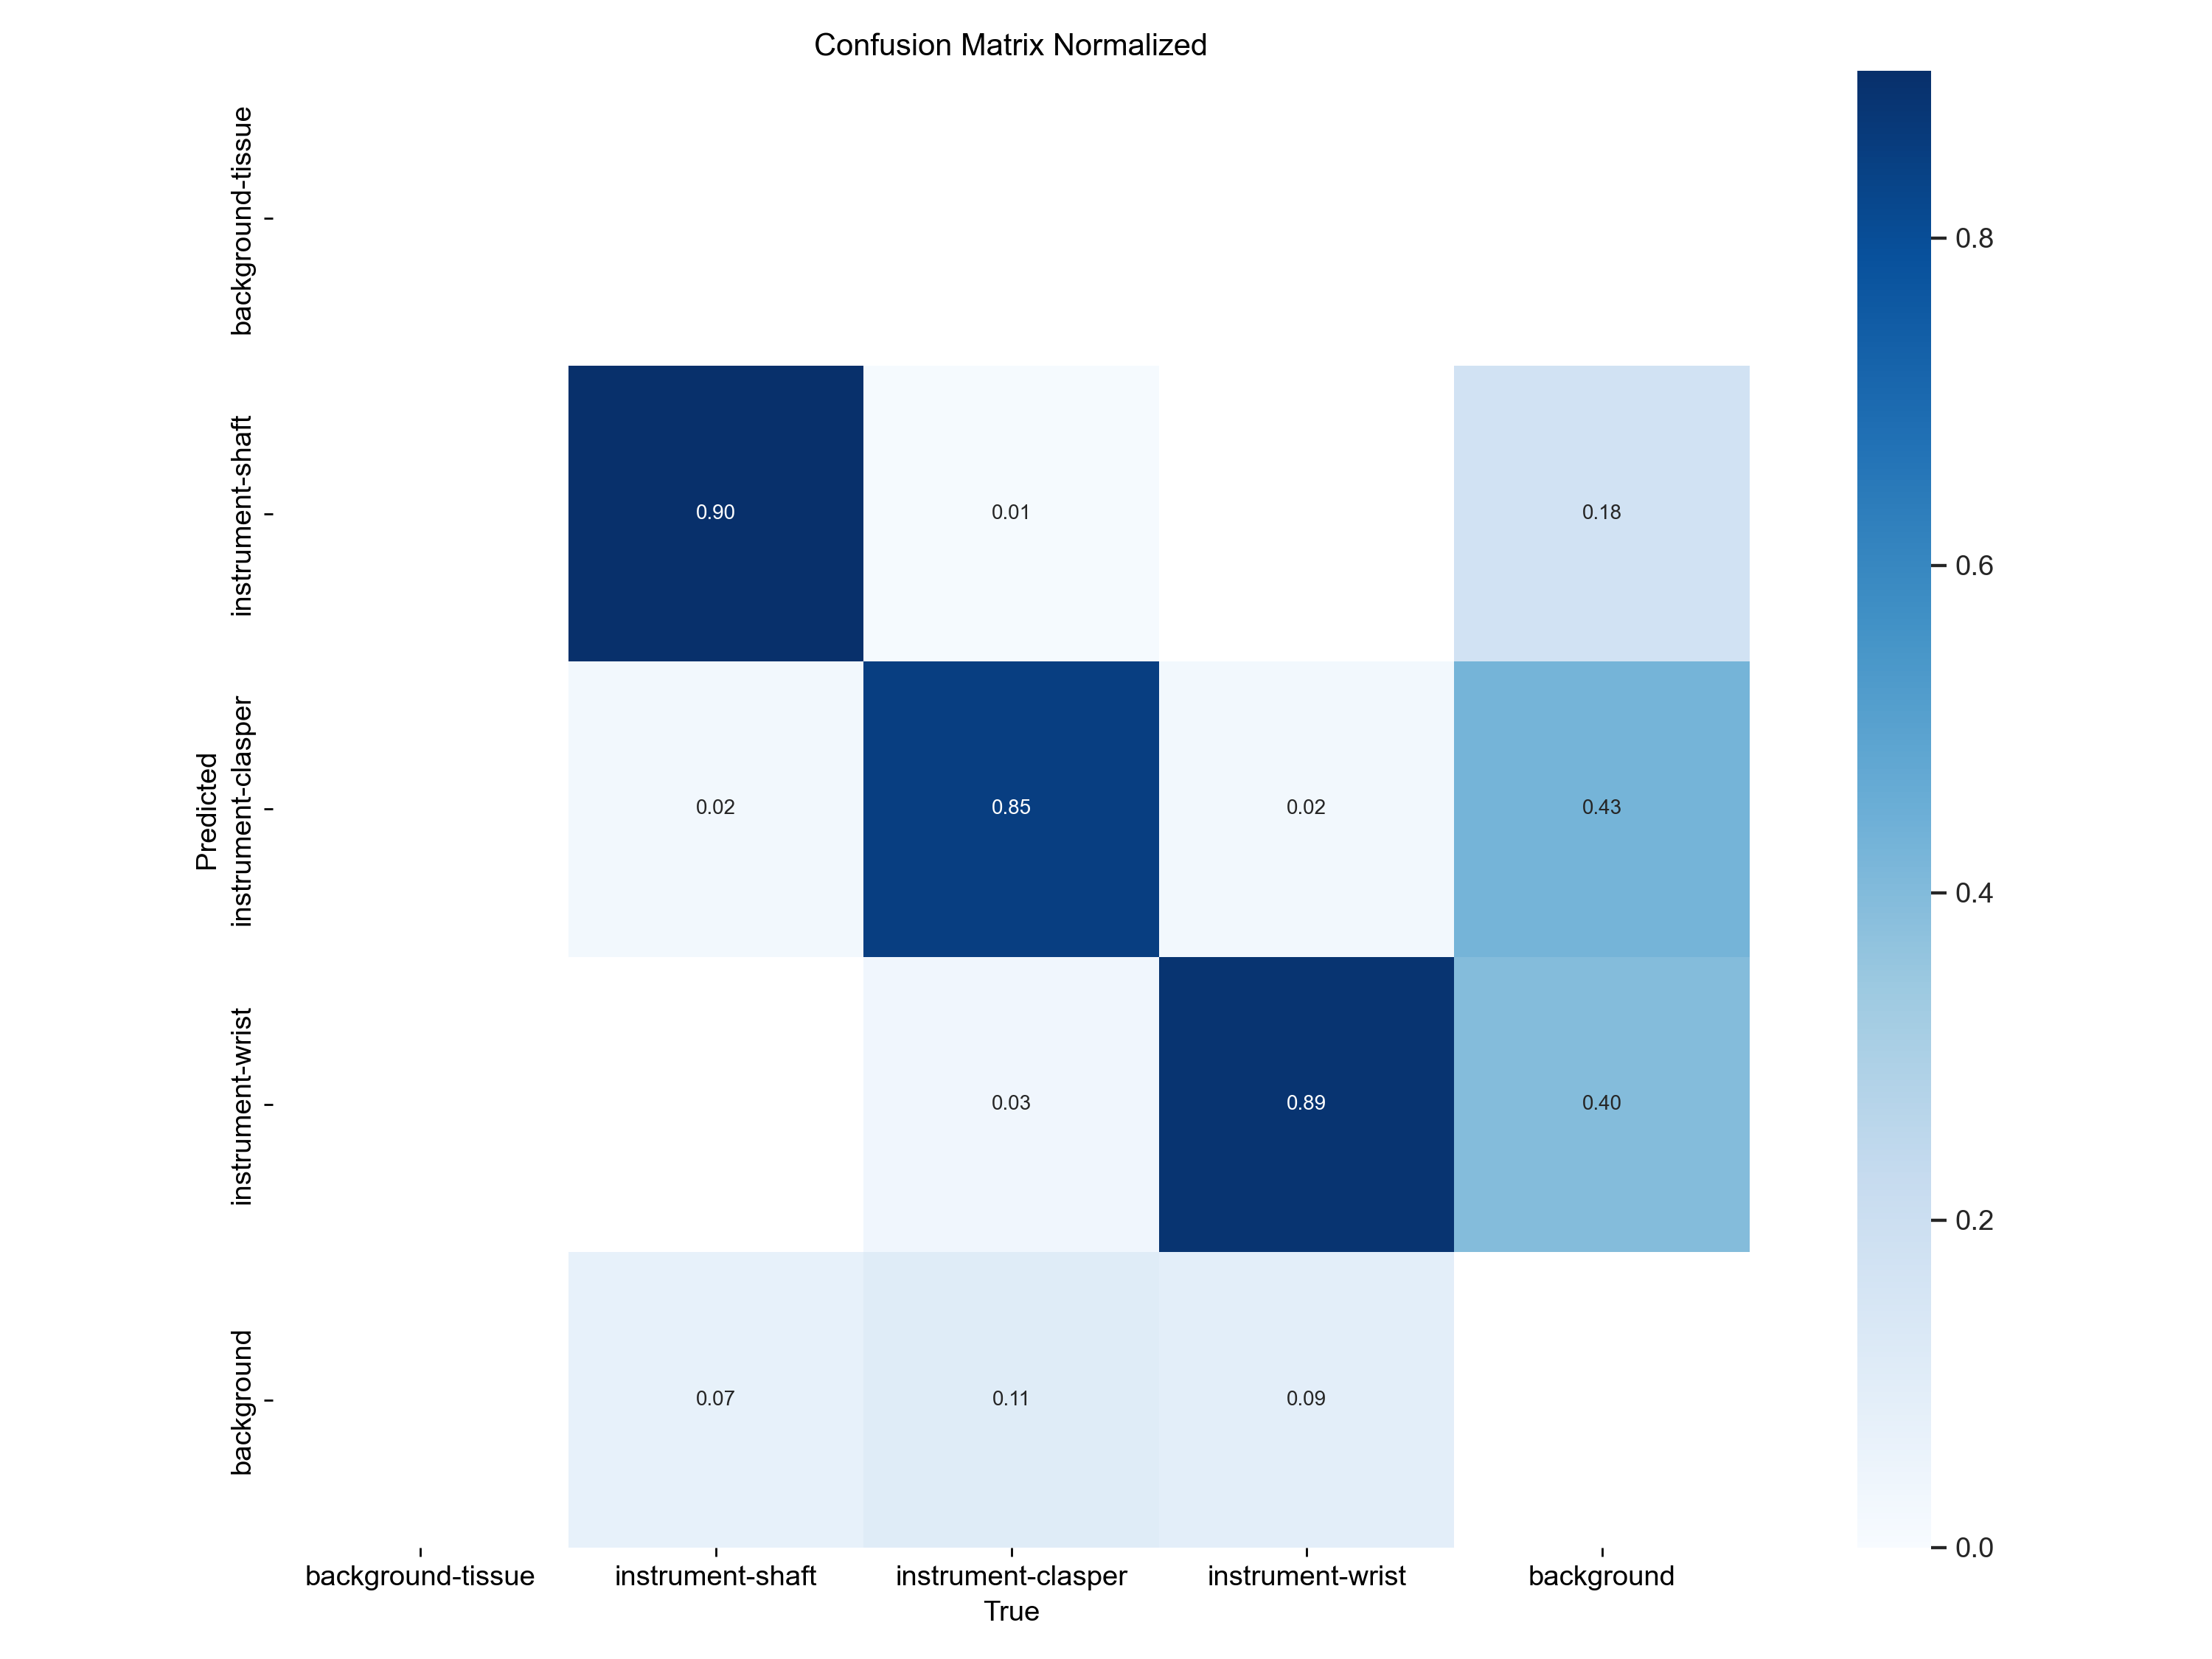 Confusion Matrix Normalized
background-tissue
instrument-shaft
0.90
0.01
0.18
Predicted
instrument-clasper
0.02
0.85
0.02
0.43
instrument-wrist
0.03
0.89
0.40
background
0.07
0.11
0.09
background-tissue
instrument-shaft
instrument-clasper
instrument-wrist
background
True
0.8
0.6
0.4
0.2
0.0